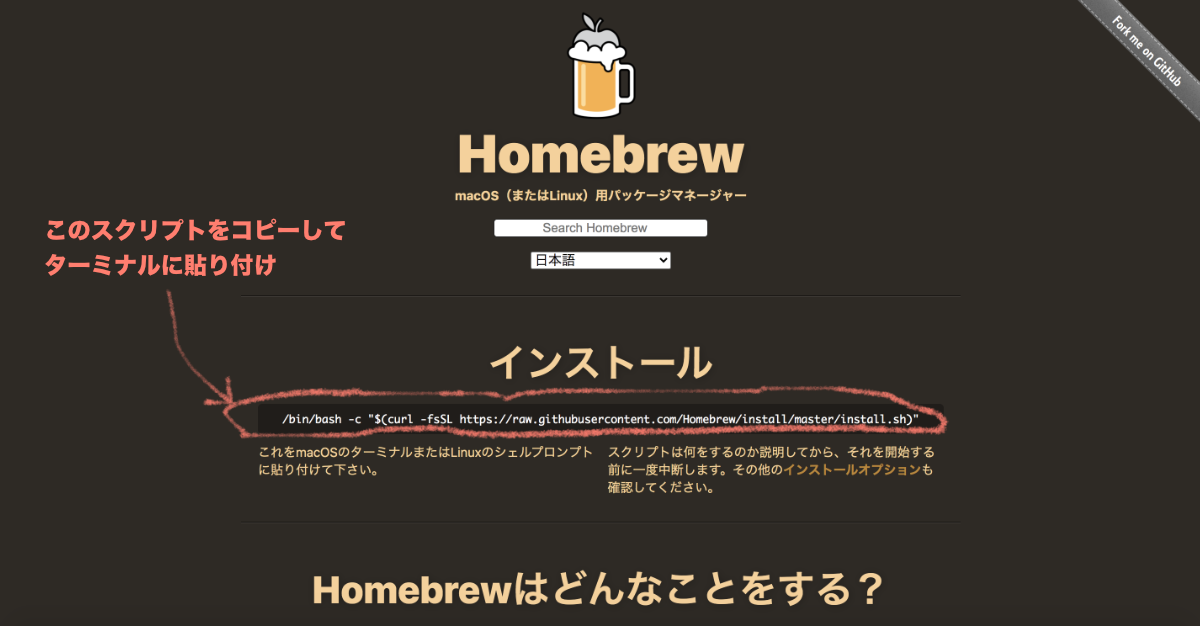 Fork me on GitHub
Homebrew
macOS（またはLinux）用パッケージマネージャー
Search Homebrew
日本語
このスクリプトをコピーして
ターミナルに貼り付け
インストール
/bin/bash -c "$(curl -fsSL https://raw.githubusercontent.com/Homebrew/install/master/install.sh)"
これをmacOSのターミナルまたはLinuxのシェルプロンプト
に貼り付けて下さい。
スクリプトは何をするのか説明してから、それを開始する
前に一度中断します。その他のインストールオプションも
確認してください。
Homebrewはどんなことをする？